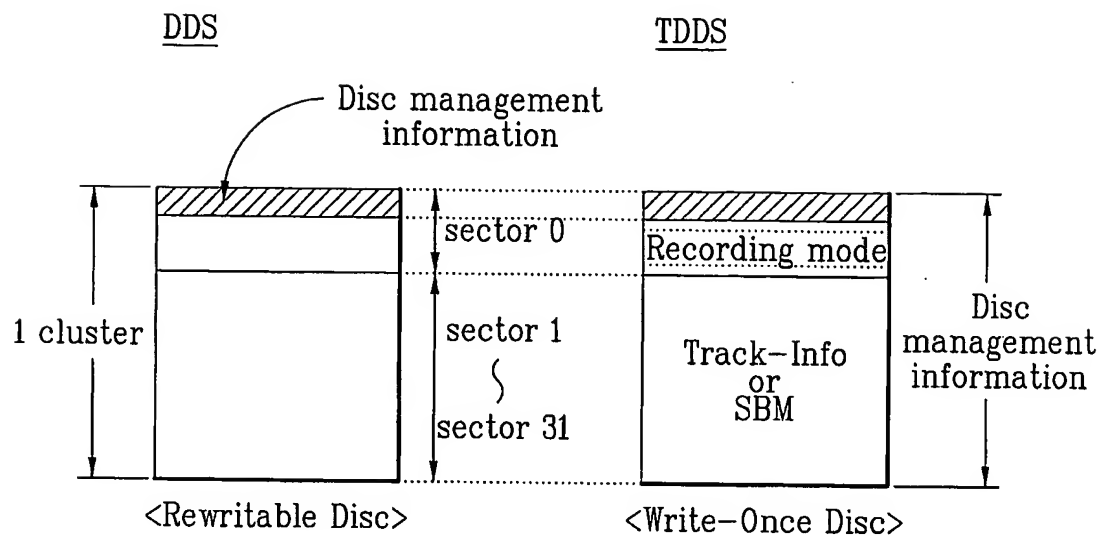 DDS
TDDS
Disc management
information
sector 0
Recording mode
1 cluster
sector 1
sector 31
Track-Info
or
SBM
Disc
management
information
<Rewritable Disc>
<Write-Once Disc>